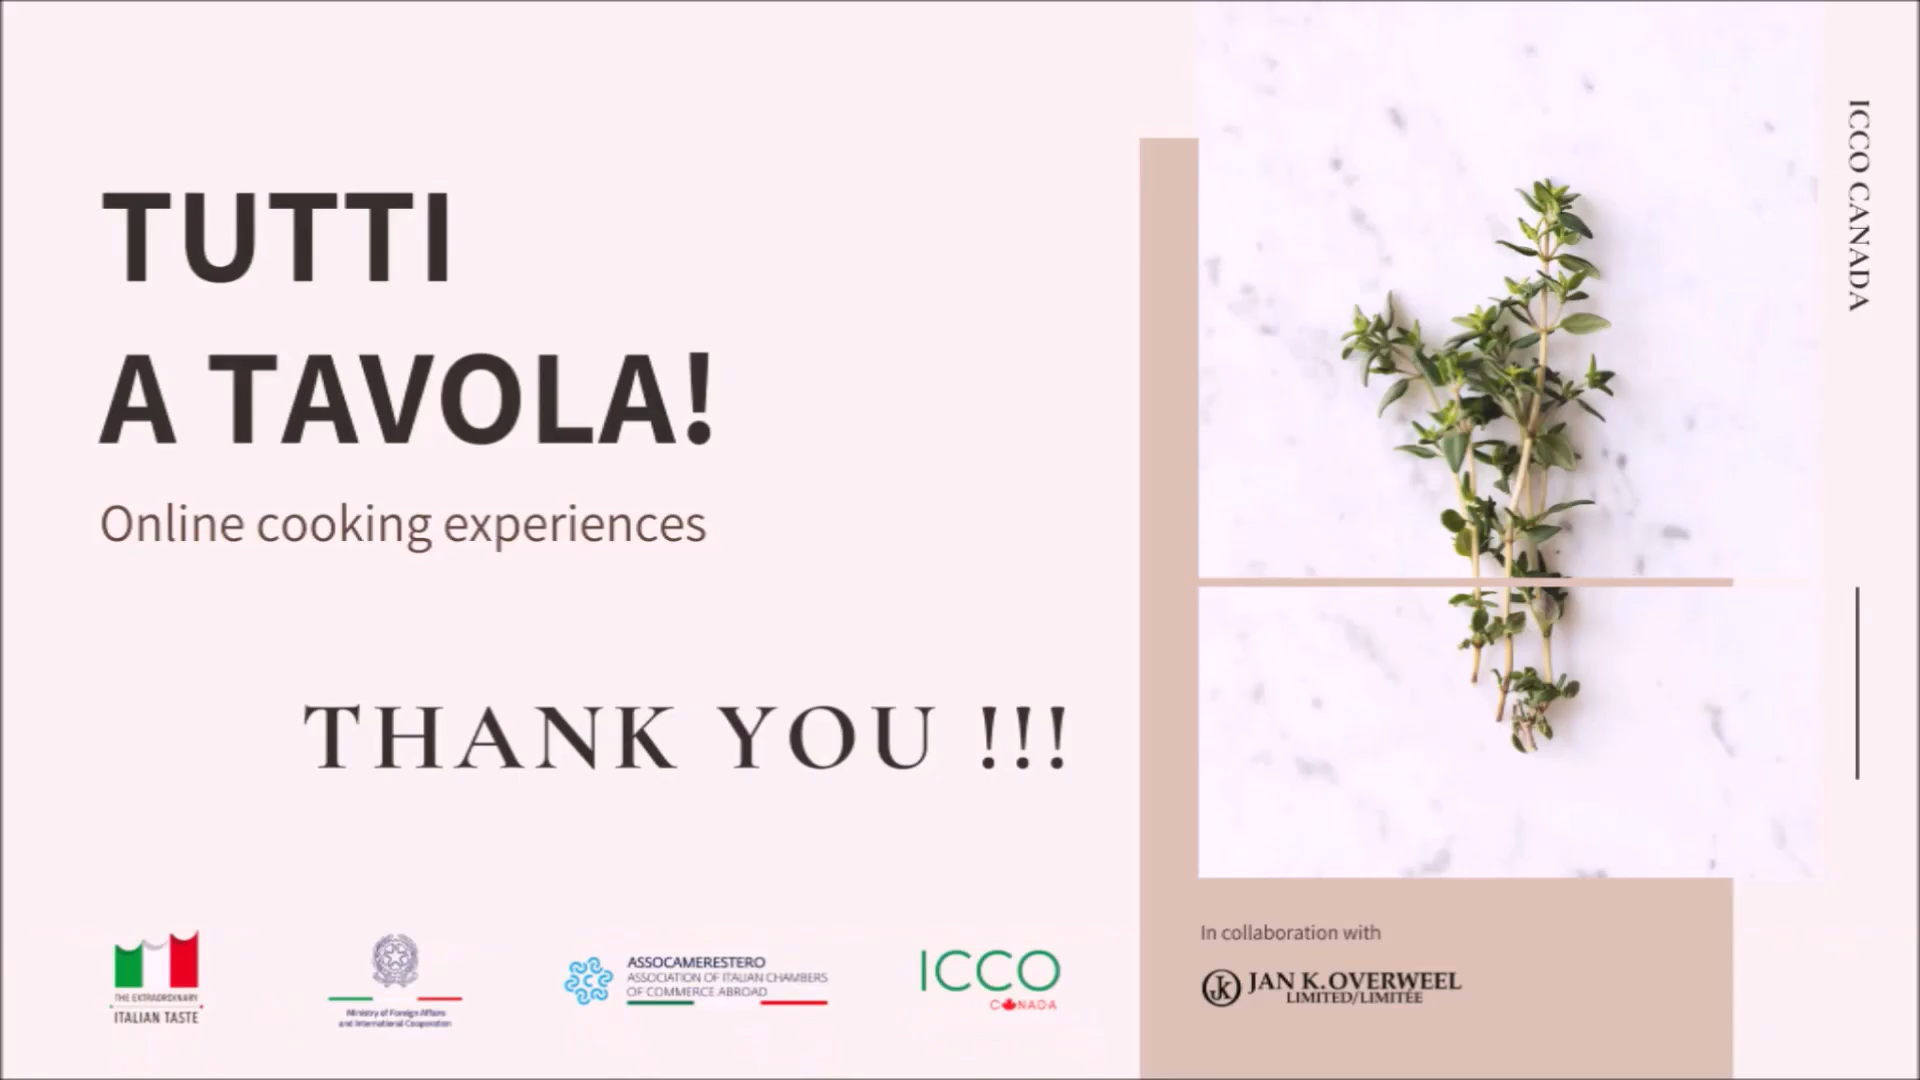 TUTTI
A TAVOLA!
Online cooking experiences
THANK YOU !!!
ICCO CANADA
THE EXTRAORDINARY
ITALIAN TASTE
Ministry of Foreign Affairs
and International Cooperation
ASSOCAMERESTERO
ASSOCIATION OF ITALIAN CHAMBERS
OF COMMERCE ABROAD
ICCO
CANADA
In collaboration with
JK JAN K. OVERWEEL
LIMITED/LIMITÉE